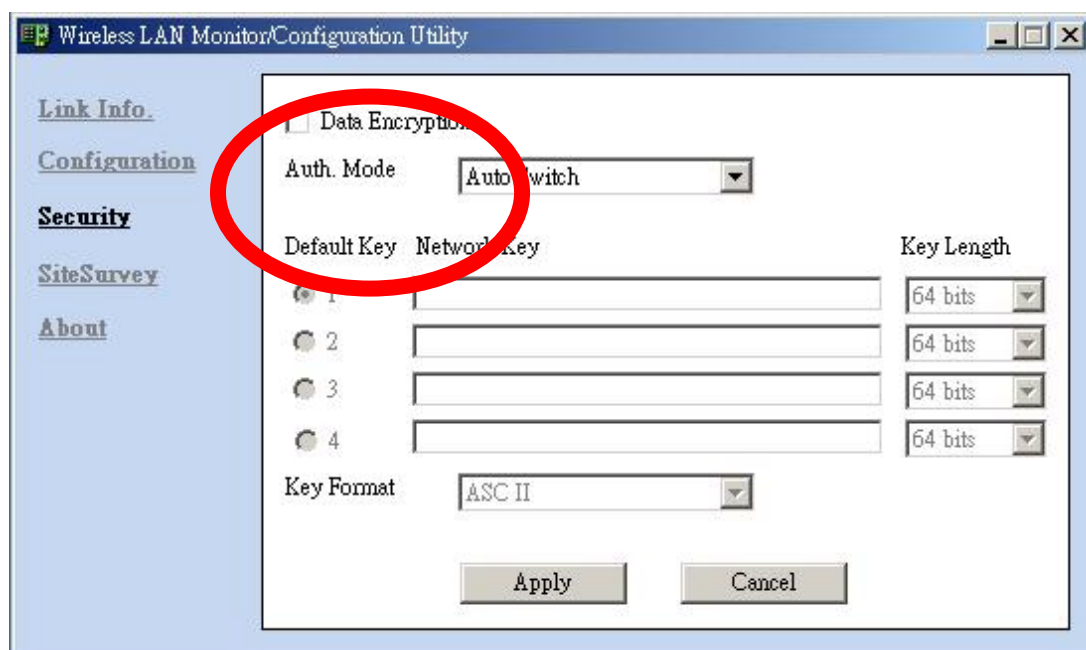 Wireless LAN Monitor/Configuration Utility
Link Info.
Configuration
Security
SiteSurvey
About
Data Encryption
Auth. Mode Auto Switch
Default Key Network Key Key Length
1 64 bits
2 64 bits
3 64 bits
4 64 bits
Key Format ASC II
Apply Cancel